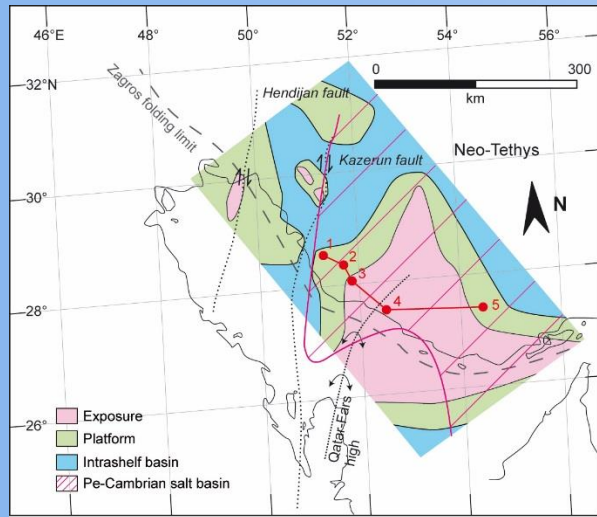 46°E
48°
50°
52°
54°
56°
32°N
0
300
km
Hendijan fault
Zagros folding limit
Kazerun fault
Neo-Tethys
30°
N
1
2
3
28°
4
5
26°
Exposure
Platform
Intrashelf basin
Pe-Cambrian salt basin
Qatar-Fars
high